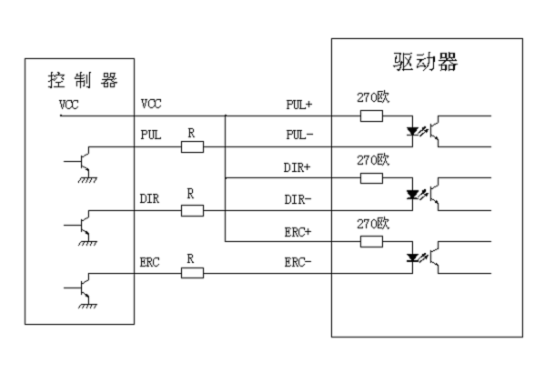 驱动器
控 制 器
VCC
VCC
PUL+
270欧
PUL
R
PUL-
DIR+
270欧
DIR
R
DIR-
ERC+
270欧
ERC
R
ERC-